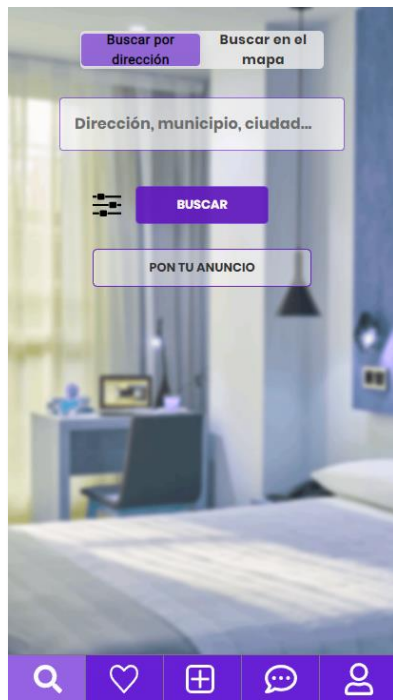 Buscar por
dirección
Buscar en el
mapa
Dirección, municipio, ciudad...
BUSCAR
PON TU ANUNCIO